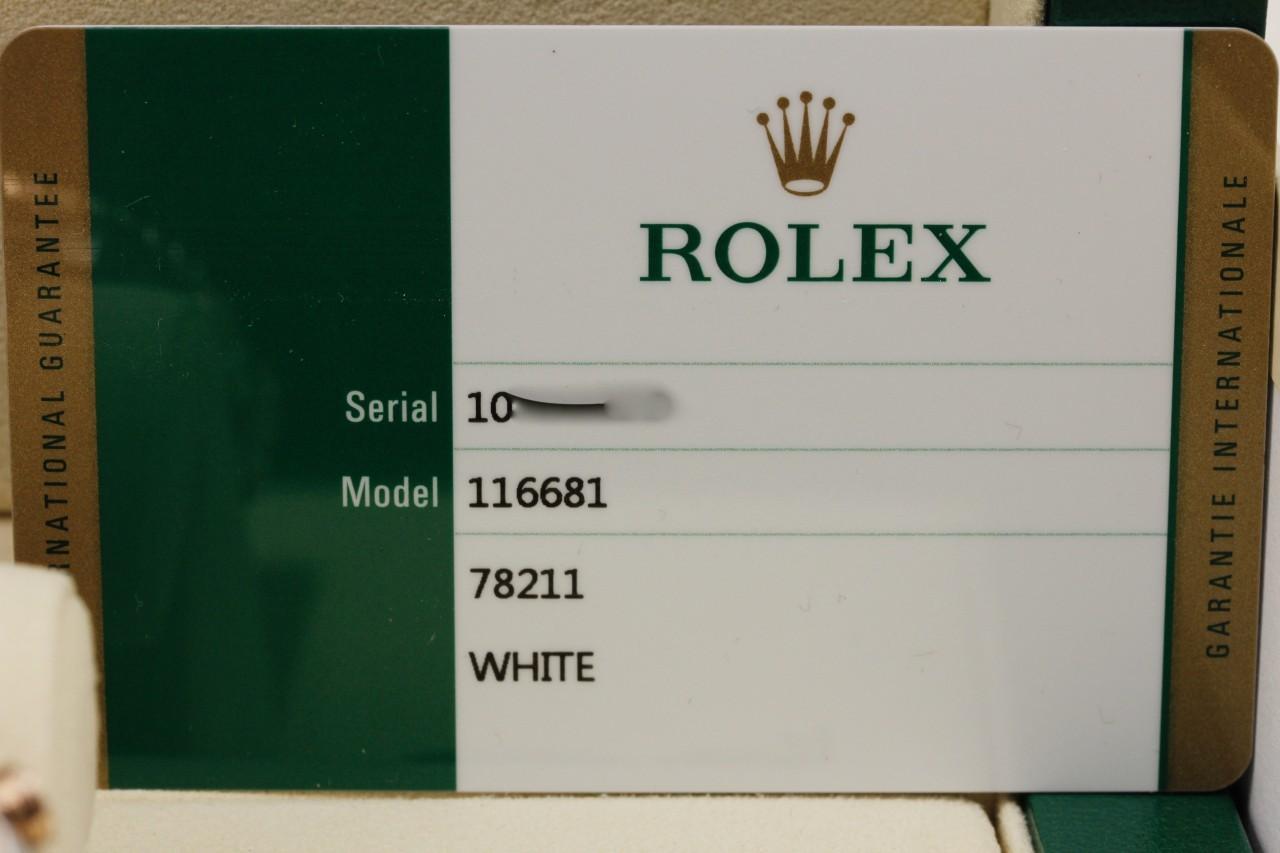 ROLEX
Serial 10
Model 116681
78211
WHITE
NATIONAL GUARANTEE
GARANTIE INTERNATIONALE